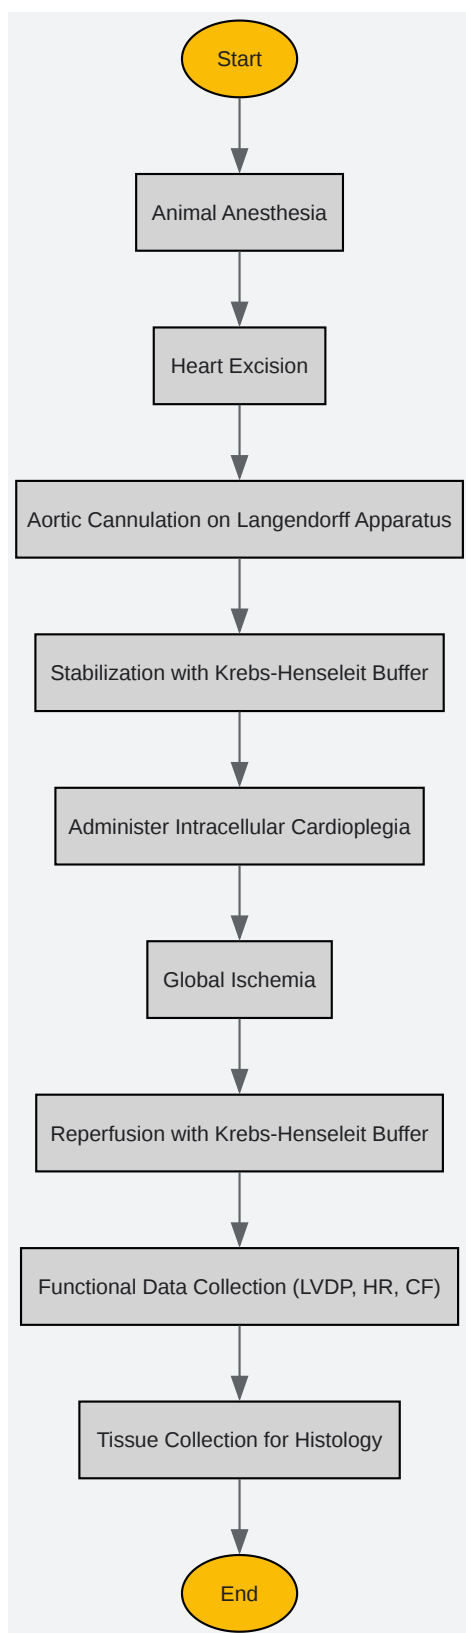 Start
Animal Anesthesia
Heart Excision
Aortic Cannulation on Langendorff Apparatus
Stabilization with Krebs-Henseleit Buffer
Administer Intracellular Cardioplegia
Global Ischemia
Reperfusion with Krebs-Henseleit Buffer
Functional Data Collection (LVDP, HR, CF)
Tissue Collection for Histology
End